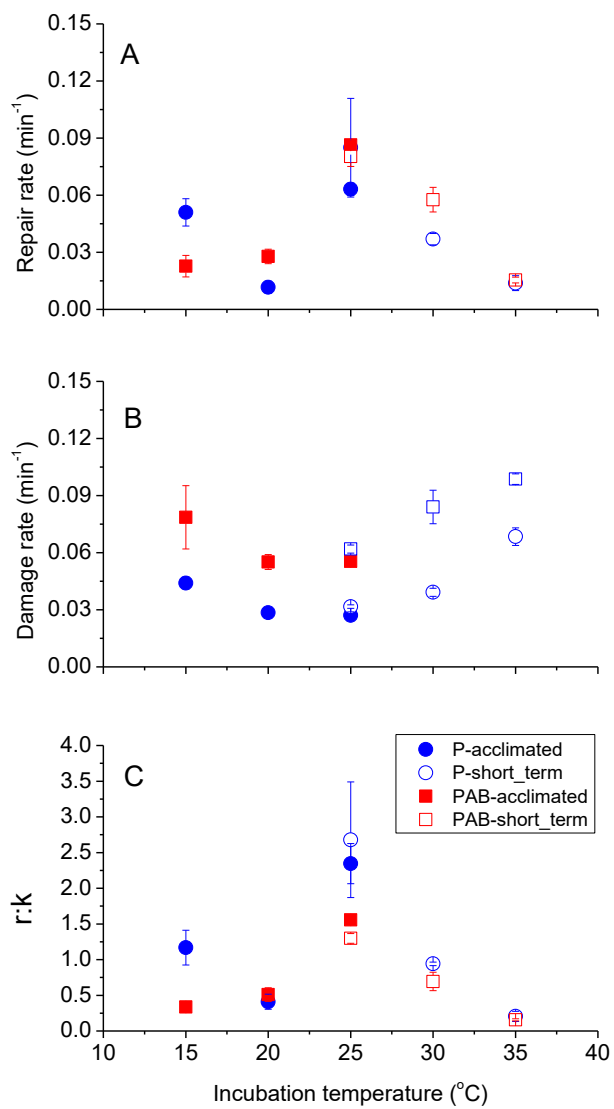 0.15
A
0.12
0.09
0.06
0.03
0.00
Repair rate (min⁻¹)
0.15
B
0.12
0.09
0.06
0.03
0.00
Damage rate (min⁻¹)
4.0
C
3.5
3.0
2.5
2.0
1.5
1.0
0.5
0.0
r:k
P-acclimated
P-short_term
PAB-acclimated
PAB-short_term
10 15 20 25 30 35 40
Incubation temperature (°C)